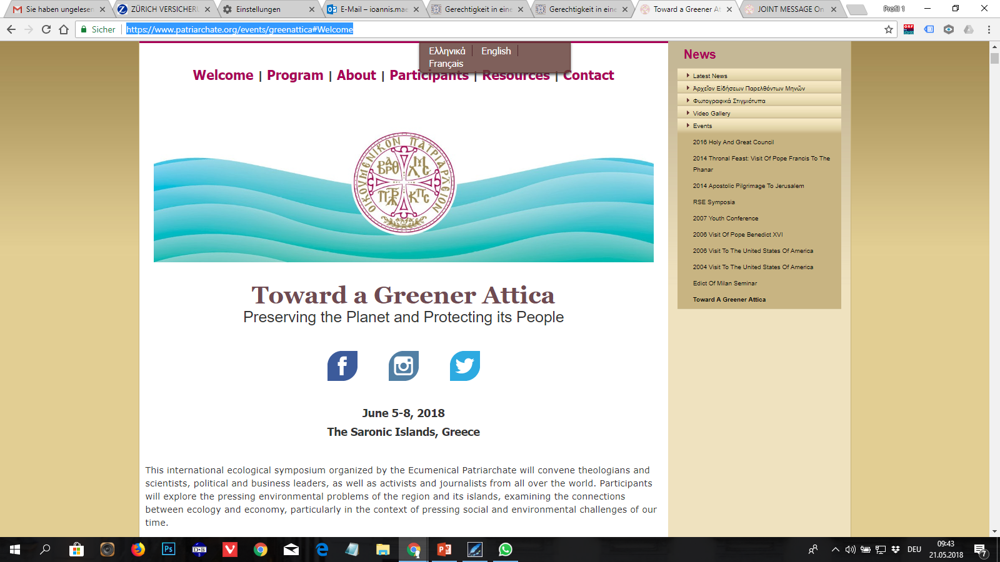 Sie haben ungelesen
ZÜRICH VERSICHERU
Einstellungen
E-Mail – ioannis.mae
Gerechtigkeit in eine
Gerechtigkeit in eine
Toward a Greener At
JOINT MESSAGE On
Profil 1
Sicher
https://www.patriarchate.org/events/greenattica#Welcome
Ελληνικά | English |
Français
Welcome | Program | About | Participants | Resources | Contact
ΟΙΚΟΥΜΕΝΙΚΟΝ ΠΑΤΡΙΑΡΧΕΙΟΝ
Toward a Greener Attica
Preserving the Planet and Protecting its People
June 5-8, 2018
The Saronic Islands, Greece
This international ecological symposium organized by the Ecumenical Patriarchate will convene theologians and
scientists, political and business leaders, as well as activists and journalists from all over the world. Participants
will explore the pressing environmental problems of the region and its islands, examining the connections
between ecology and economy, particularly in the context of pressing social and environmental challenges of our
time.
News
Latest News
Ἀρχεῖον Εἰδήσεων Παρελθόντων Μηνῶν
Φωτογραφικά Στιγμιότυπα
Video Gallery
Events
2016 Holy And Great Council
2014 Thronal Feast: Visit Of Pope Francis To The
Phanar
2014 Apostolic Pilgrimage To Jerusalem
RSE Symposia
2007 Youth Conference
2006 Visit Of Pope Benedict XVI
2006 Visit To The United States Of America
2004 Visit To The United States Of America
Edict Of Milan Seminar
Toward A Greener Attica
DEU
09:43
21.05.2018
7